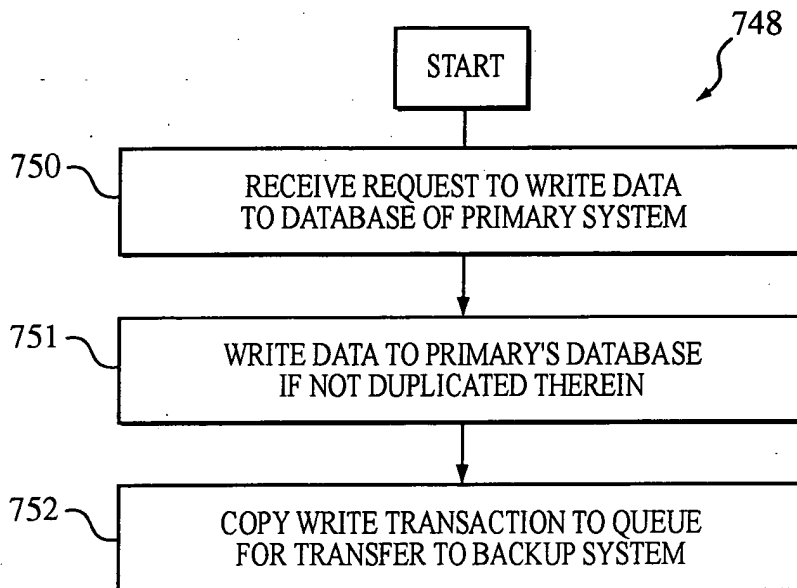 748
START
750
RECEIVE REQUEST TO WRITE DATA
TO DATABASE OF PRIMARY SYSTEM
751
WRITE DATA TO PRIMARY'S DATABASE
IF NOT DUPLICATED THEREIN
752
COPY WRITE TRANSACTION TO QUEUE
FOR TRANSFER TO BACKUP SYSTEM